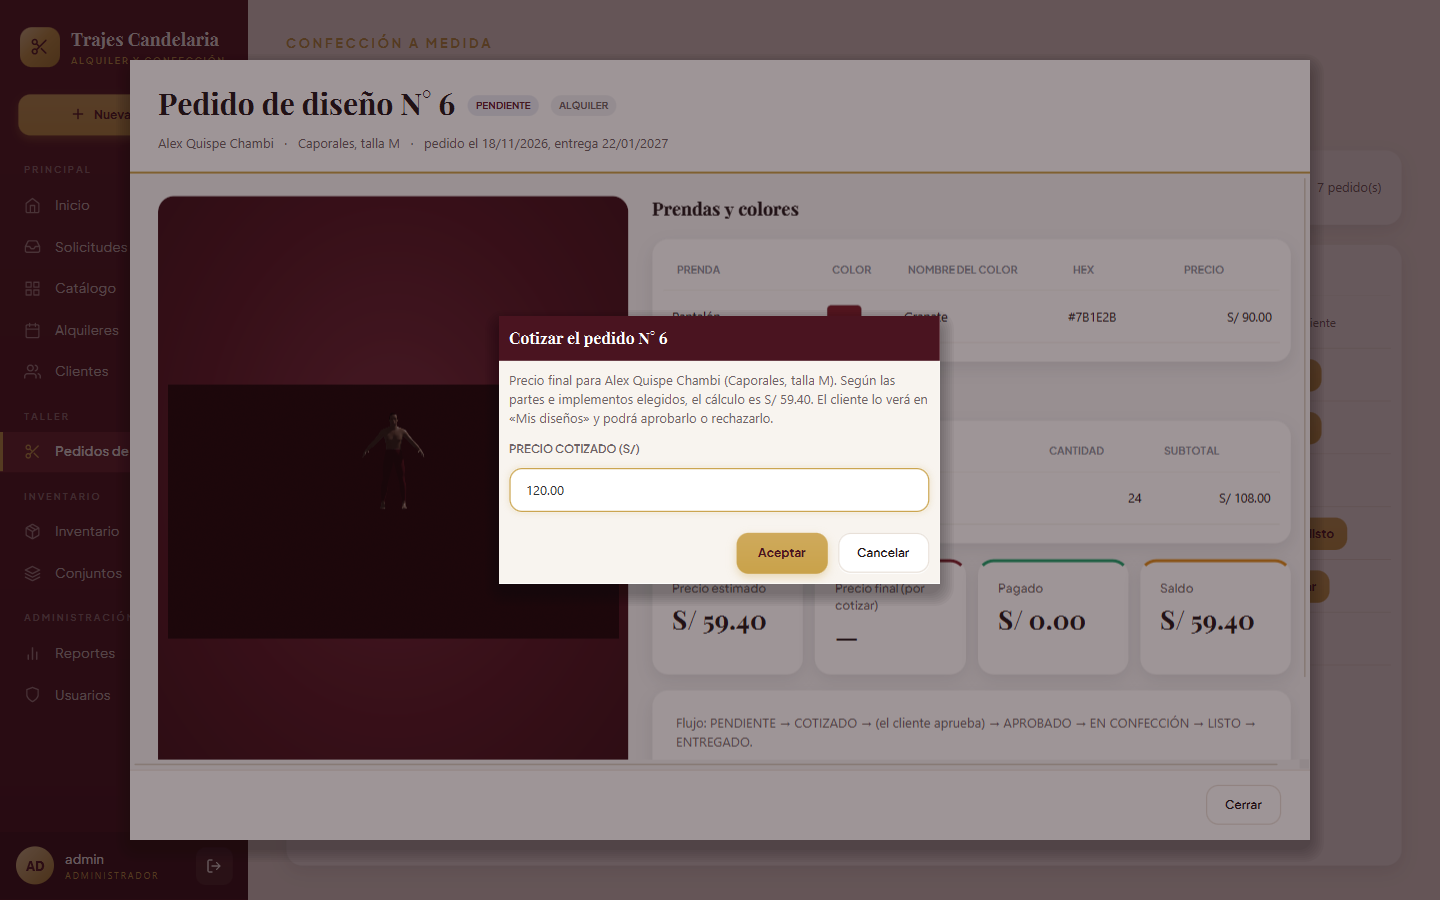 Trajes Candelaria
ALQUILER Y CONFECCIÓN
+ Nueva
PRINCIPAL
Inicio
Solicitudes
Catálogo
Alquileres
Clientes
TALLER
Pedidos de
INVENTARIO
Inventario
Conjuntos
ADMINISTRACIÓN
Reportes
Usuarios
AD
admin
ADMINISTRADOR
CONFECCIÓN A MEDIDA
7 pedido(s)
Pedido de diseño N° 6
PENDIENTE
ALQUILER
Alex Quispe Chambi · Caporales, talla M · pedido el 18/11/2026, entrega 22/01/2027
Prendas y colores
PRENDA COLOR NOMBRE DEL COLOR HEX PRECIO
Pantalón Granate #7B1E2B S/ 90.00
Cotizar el pedido N° 6
Precio final para Alex Quispe Chambi (Caporales, talla M). Según las
partes e implementos elegidos, el cálculo es S/ 59.40. El cliente lo verá en
«Mis diseños» y podrá aprobarlo o rechazarlo.
PRECIO COTIZADO (S/)
120.00
Aceptar
Cancelar
CANTIDAD SUBTOTAL
24 S/ 108.00
Precio estimado
S/ 59.40
Precio final (por
cotizar)
—
Pagado
S/ 0.00
Saldo
S/ 59.40
Flujo: PENDIENTE → COTIZADO → (el cliente aprueba) → APROBADO → EN CONFECCIÓN → LISTO →
ENTREGADO.
Cerrar